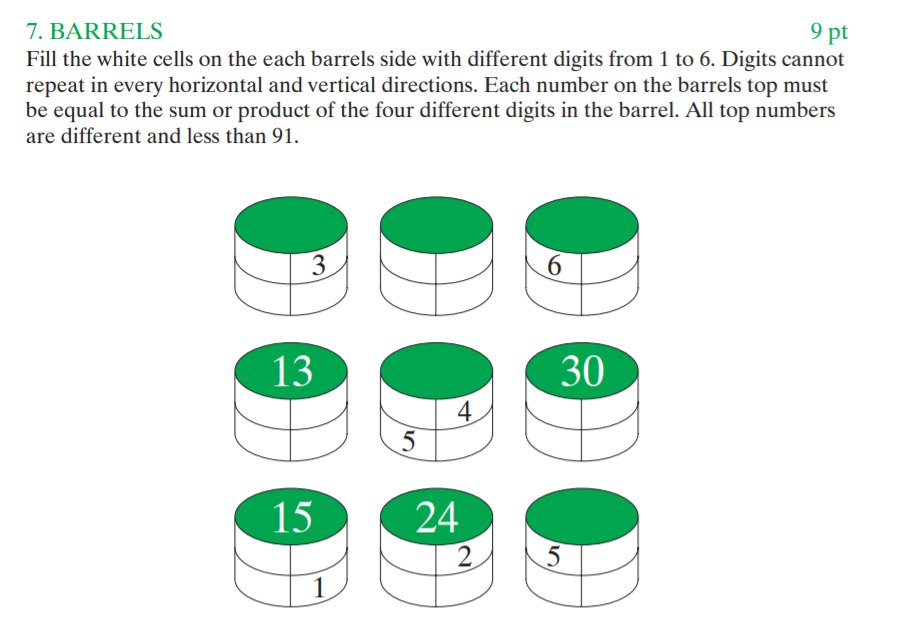 7. BARRELS 9 pt
Fill the white cells on the each barrels side with different digits from 1 to 6. Digits cannot
repeat in every horizontal and vertical directions. Each number on the barrels top must
be equal to the sum or product of the four different digits in the barrel. All top numbers
are different and less than 91.
3 6
13 30
4
5
15 24
2 5
1